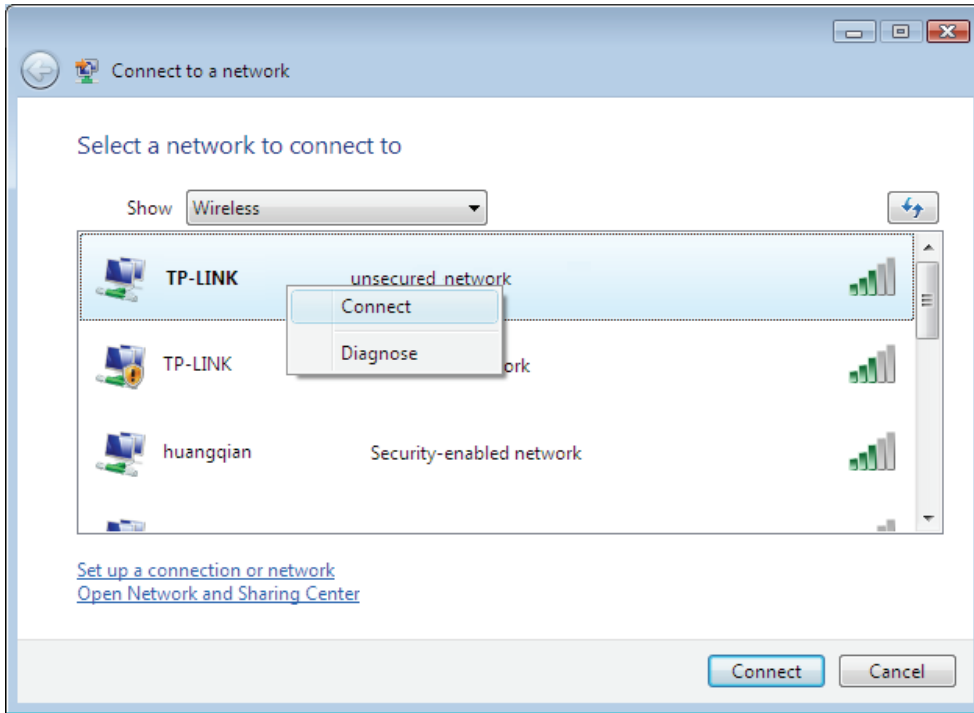 Connect to a network
Select a network to connect to
Show Wireless
TP-LINK unsecured network
Connect
Diagnose
TP-LINK
huangqian Security-enabled network
Set up a connection or network
Open Network and Sharing Center
Connect Cancel